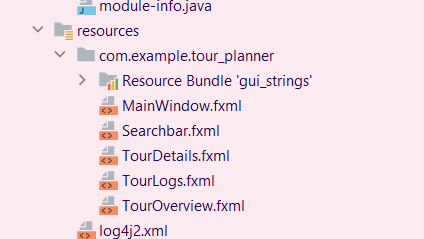 module-info.java
resources
com.example.tour_planner
Resource Bundle 'gui_strings'
MainWindow.fxml
Searchbar.fxml
TourDetails.fxml
TourLogs.fxml
TourOverview.fxml
log4j2.xml